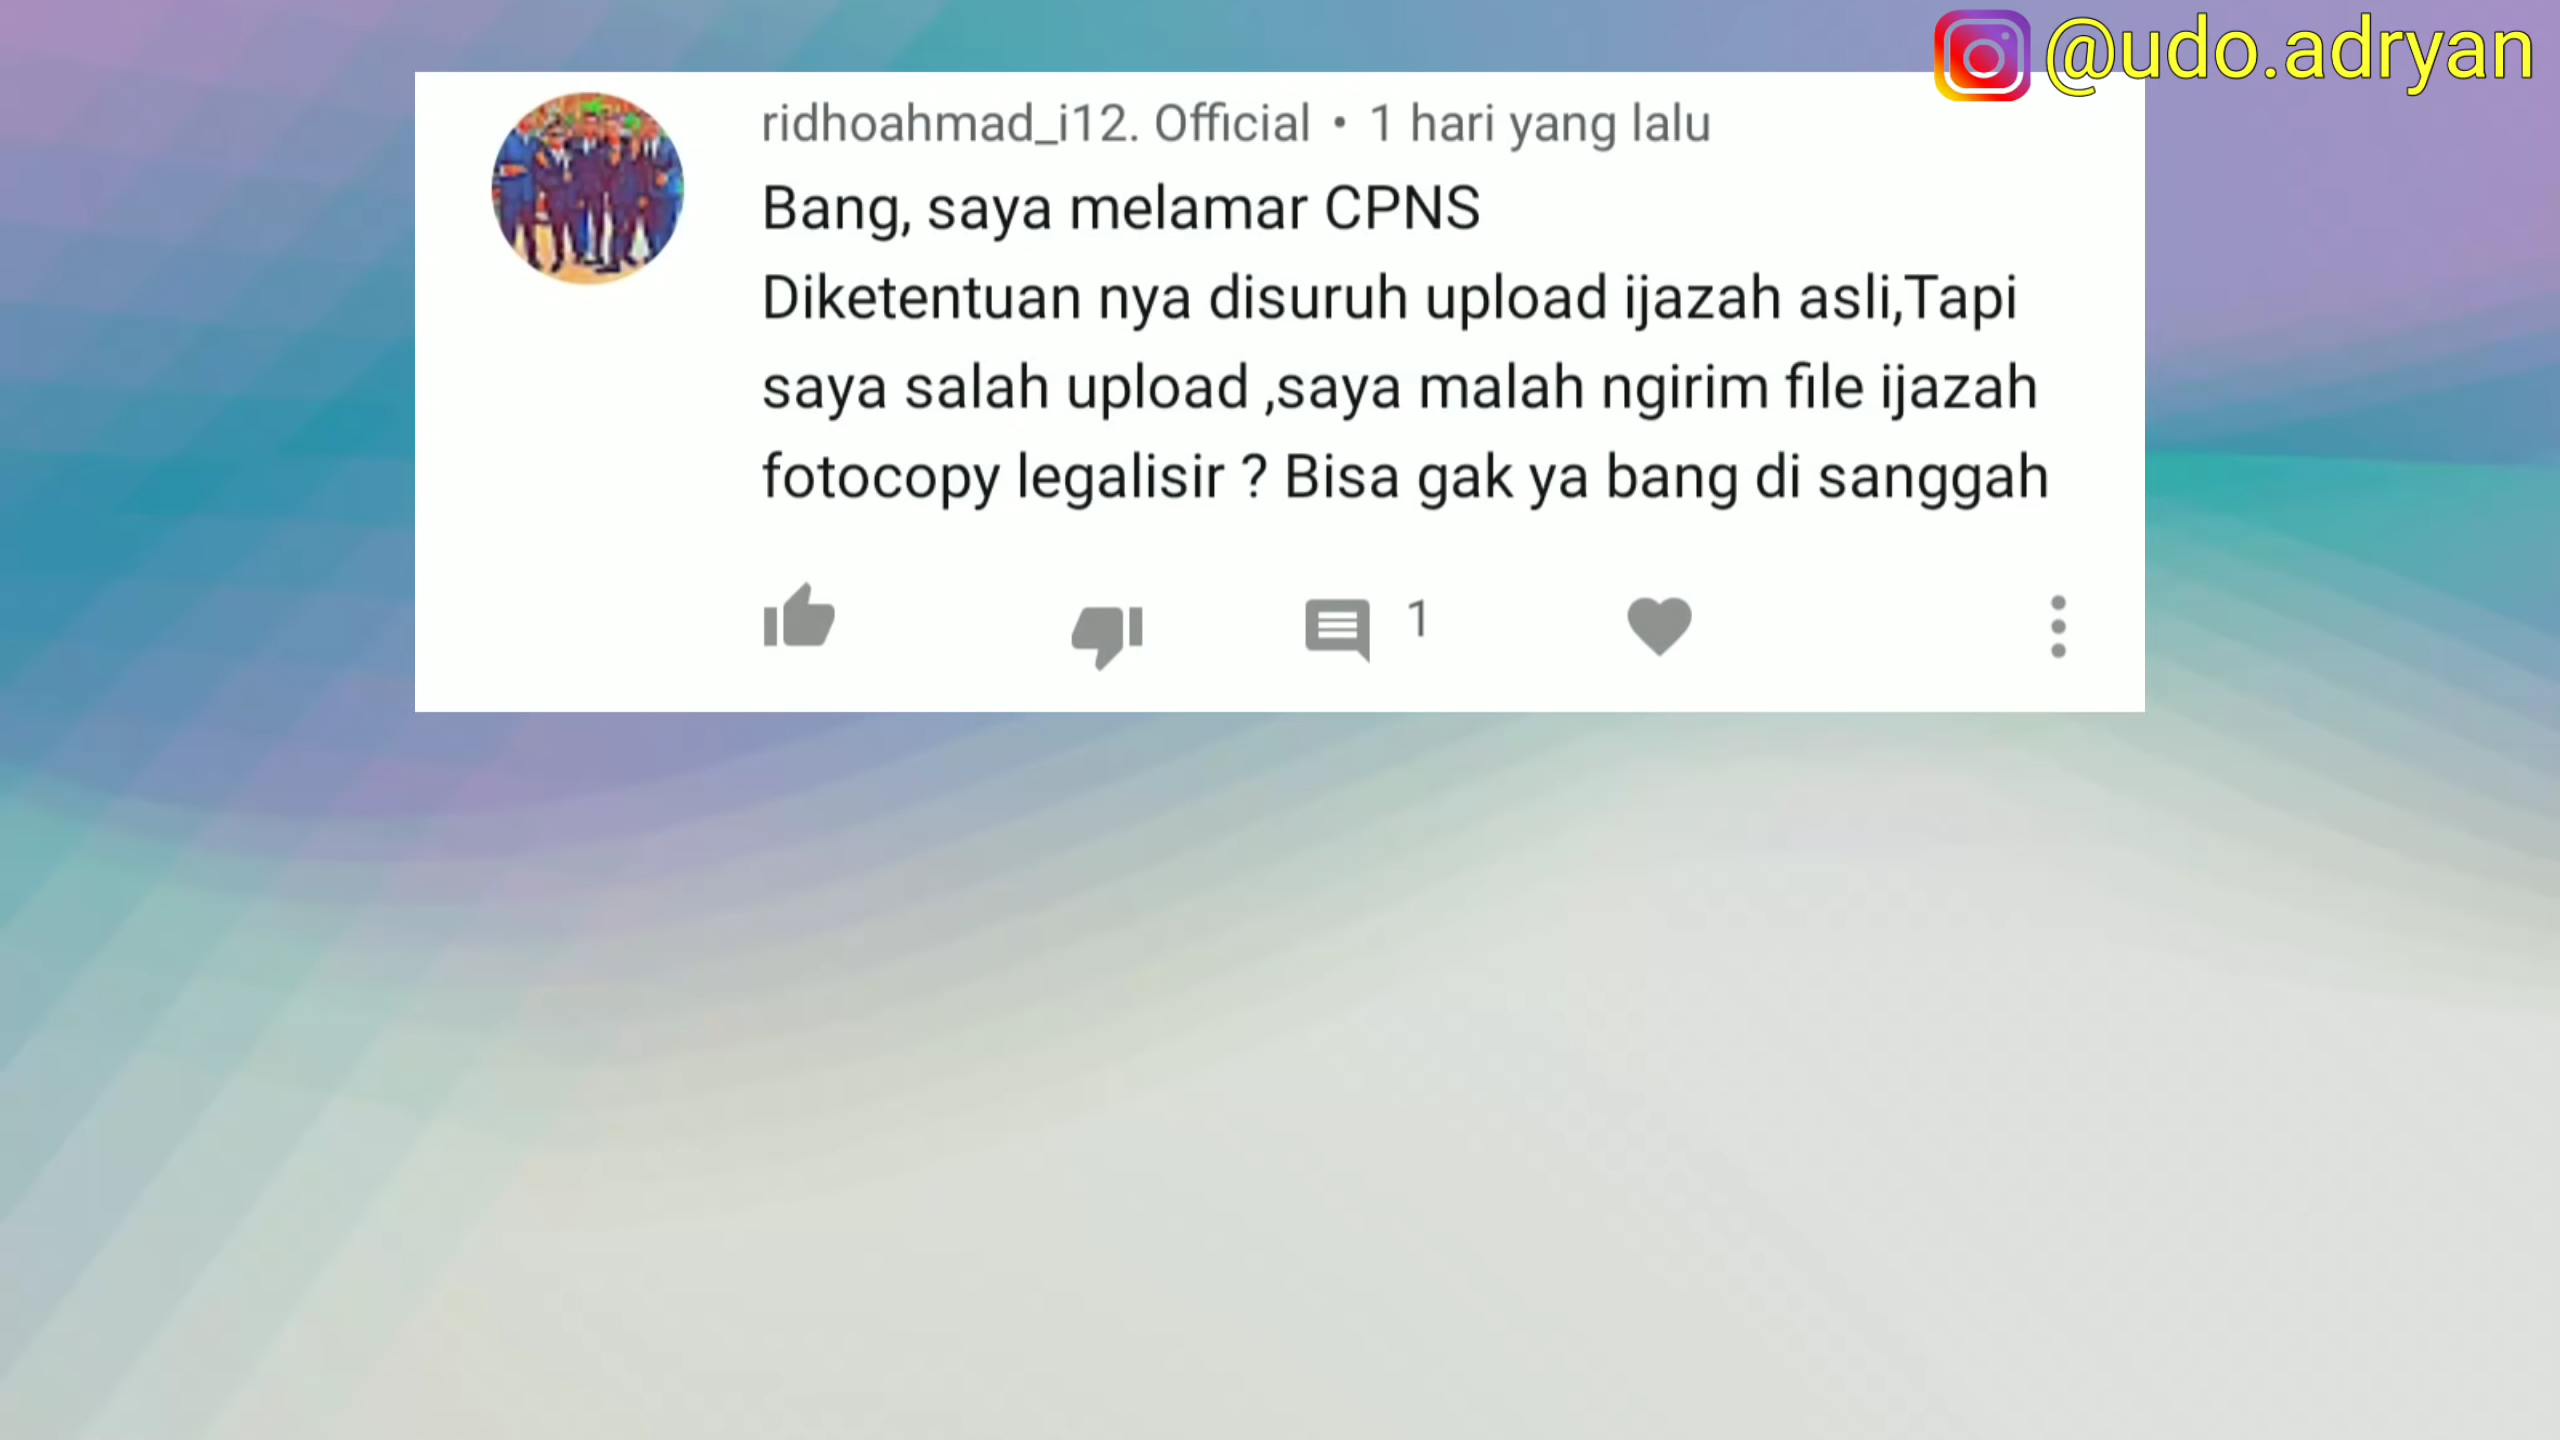 @udo.adryan
ridhoahmad_i12. Official • 1 hari yang lalu
Bang, saya melamar CPNS
Diketentuan nya disuruh upload ijazah asli,Tapi
saya salah upload ,saya malah ngirim file ijazah
fotocopy legalisir ? Bisa gak ya bang di sanggah
1